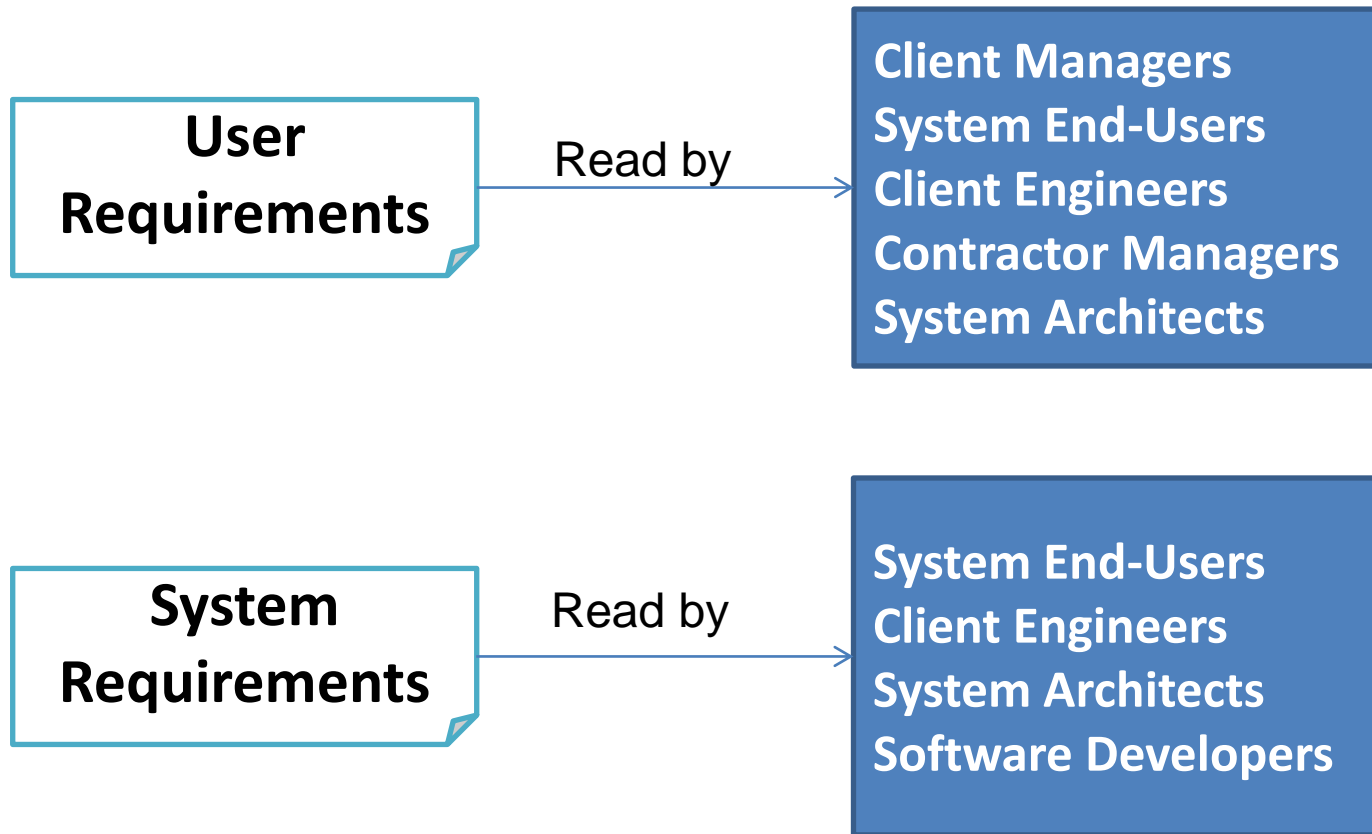 User
Requirements
Read by
Client Managers
System End-Users
Client Engineers
Contractor Managers
System Architects
System
Requirements
Read by
System End-Users
Client Engineers
System Architects
Software Developers